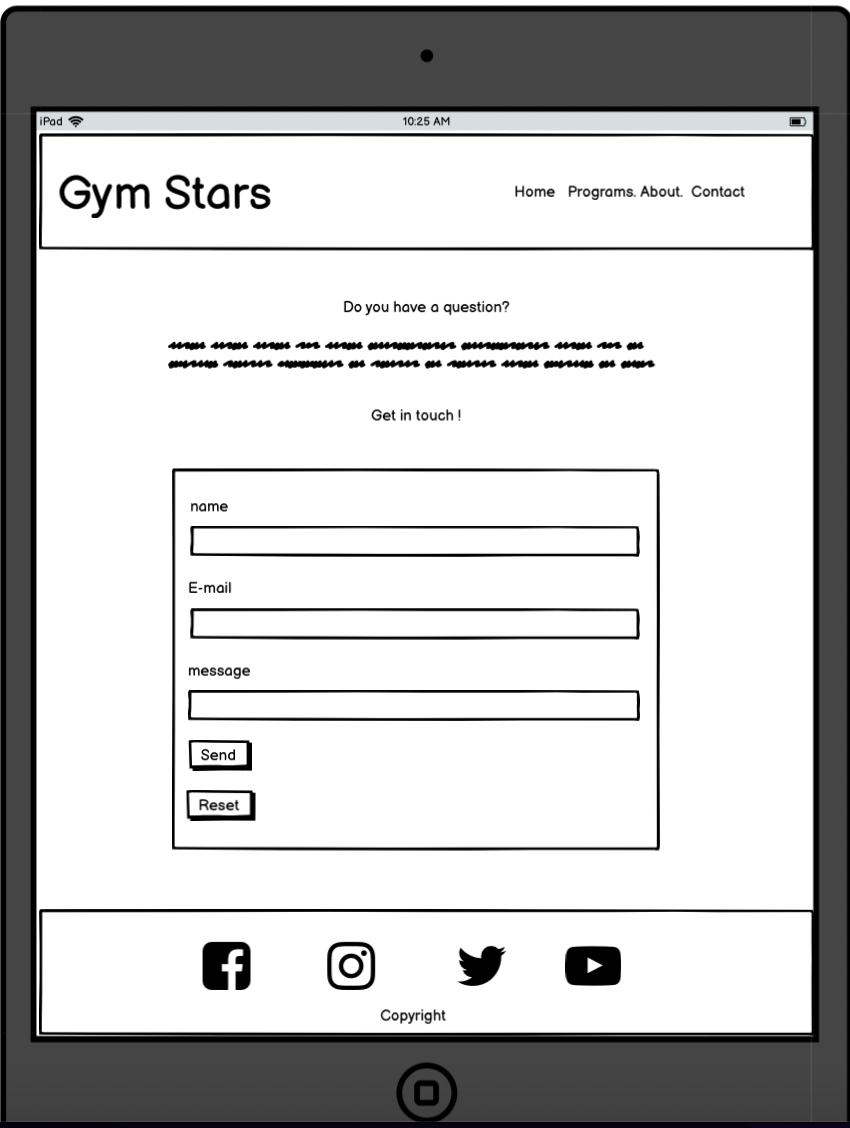 iPad 10:25 AM
Gym Stars
Home Programs. About. Contact
Do you have a question?
Get in touch !
name
E-mail
message
Send
Reset
Copyright